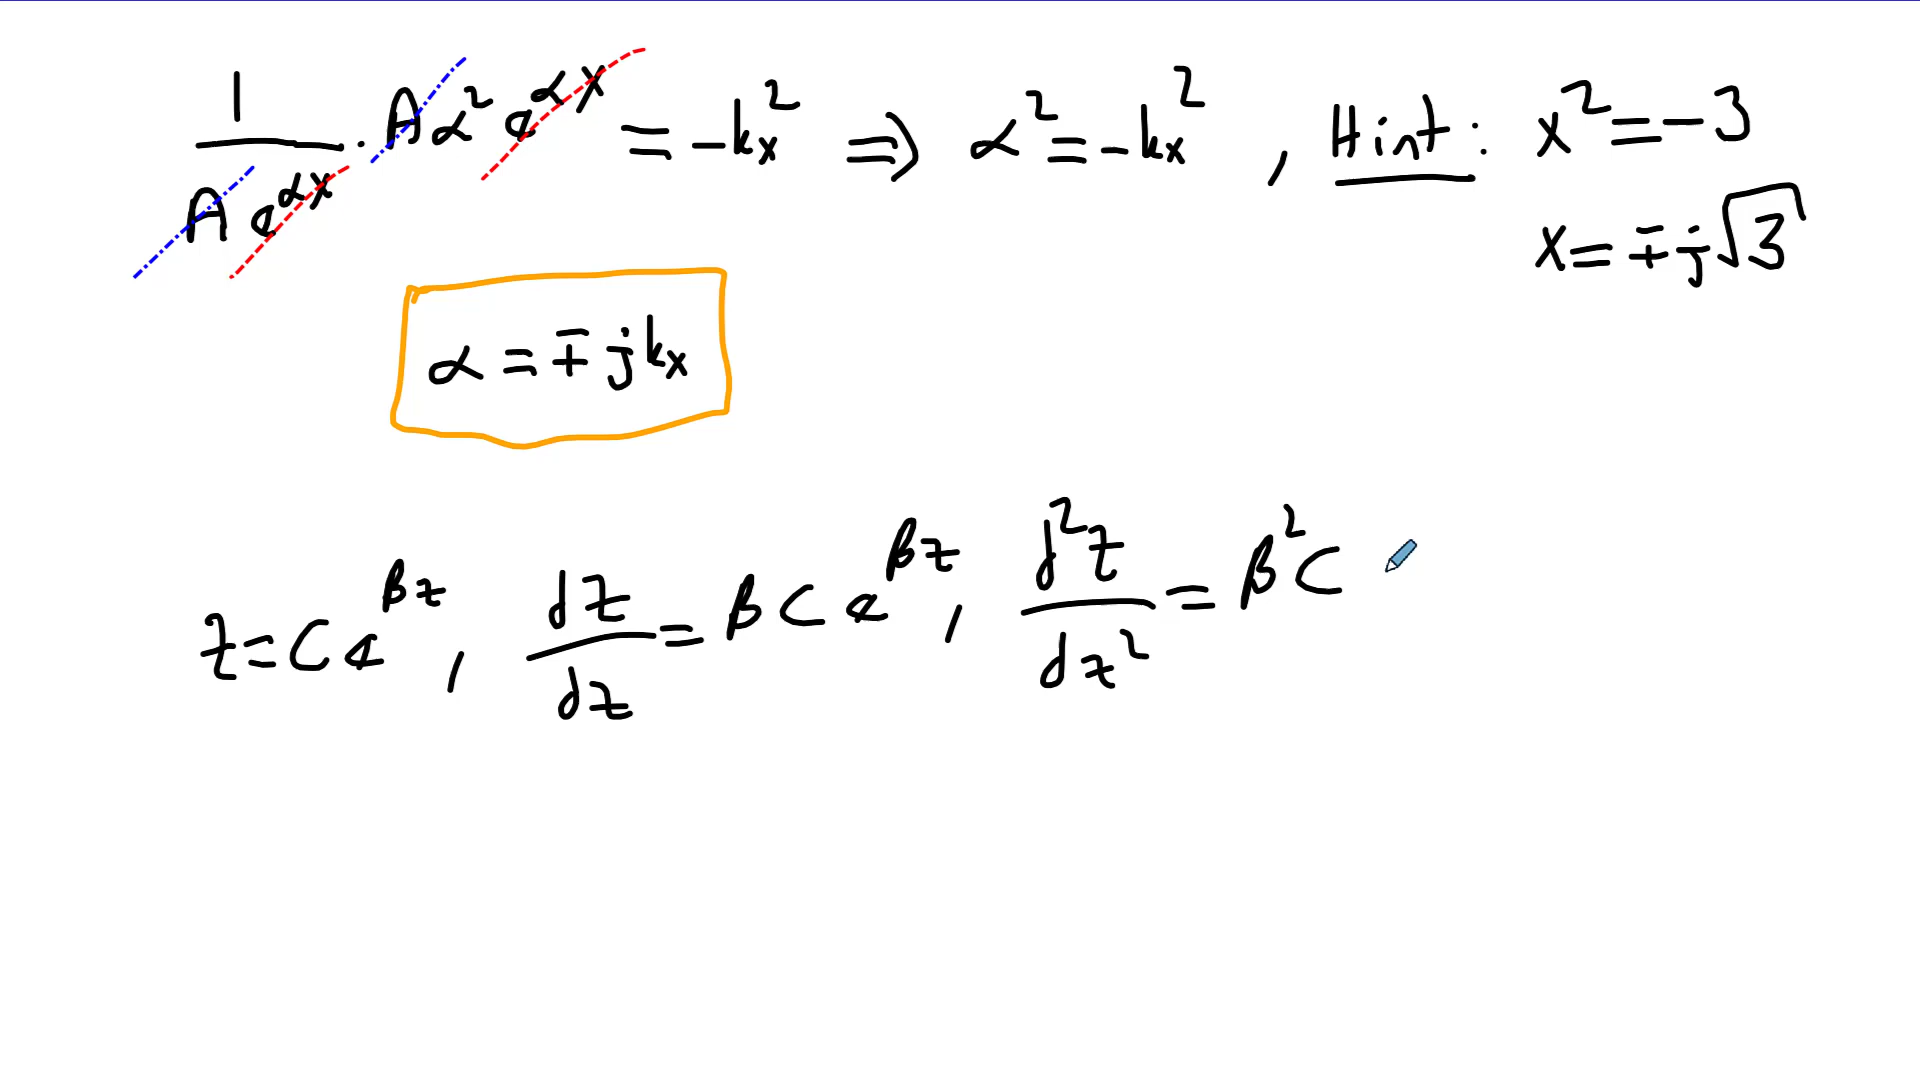 1/(A e^{αx}) · A α² e^{αx} = -k_x² ⇒ α² = -k_x² , Hint: x² = -3
x = ∓ j√3
α = ∓ j k_x
Z = C e^{βz} , dZ/dz = β C e^{βz} , d²Z/dz² = β² C